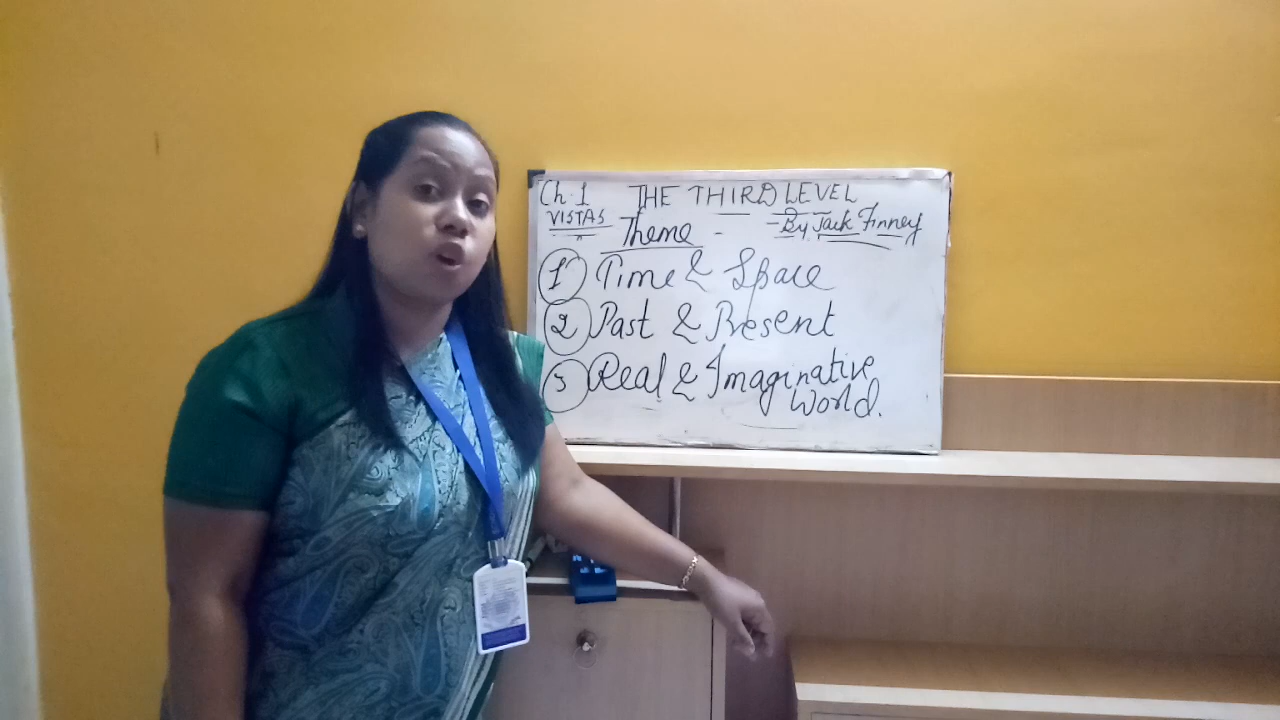 Ch.1 THE THIRD LEVEL
VISTAS
Theme - - By Jack Finney
1 Time & Space
2 Past & Present
3 Real & Imaginative
World.